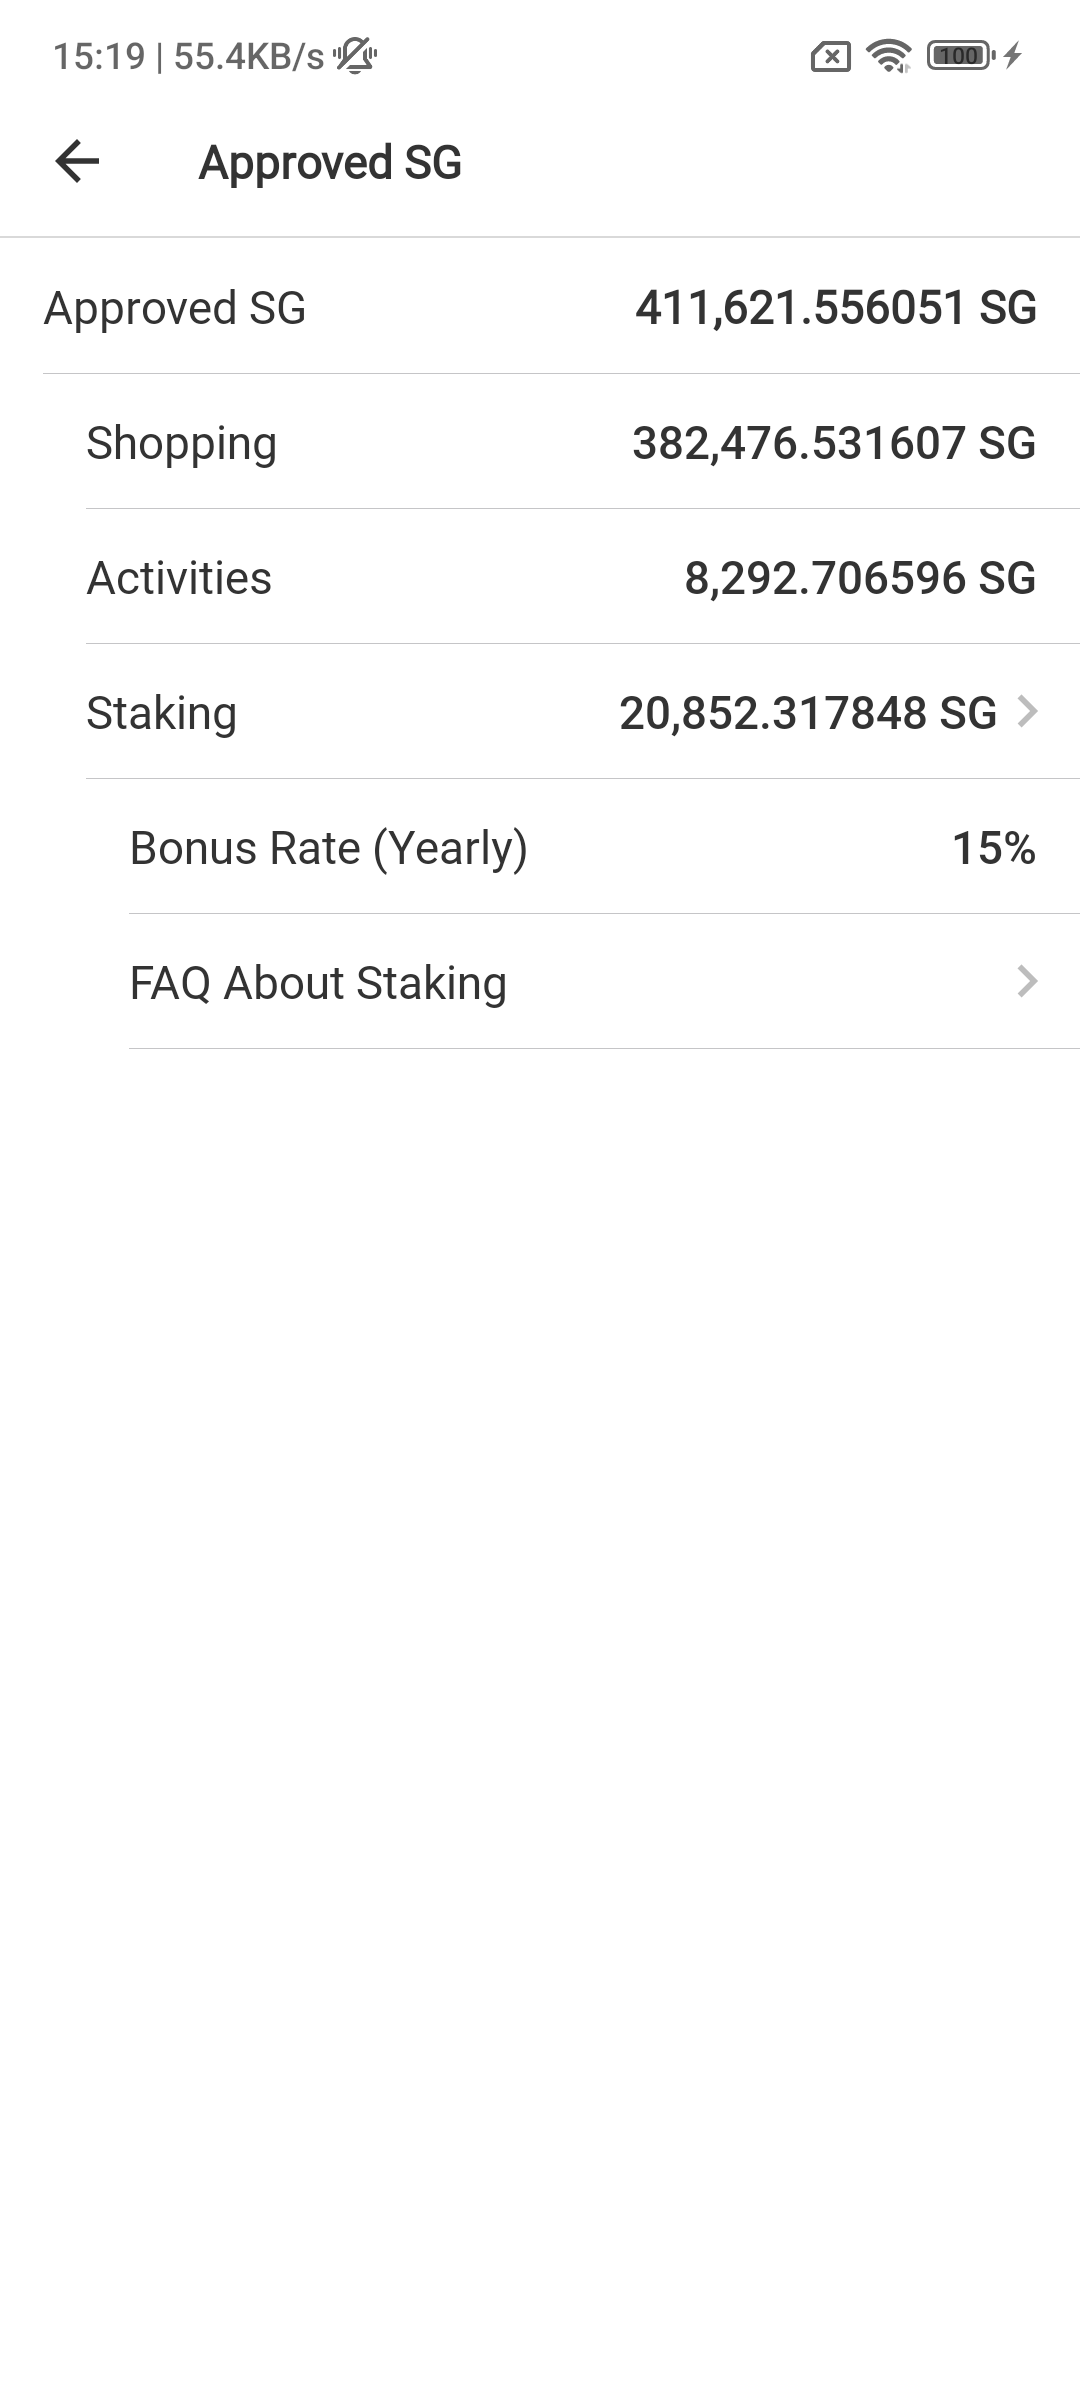 15:19 | 55.4KB/s 100
Approved SG
Approved SG 411,621.556051 SG
Shopping 382,476.531607 SG
Activities 8,292.706596 SG
Staking 20,852.317848 SG
Bonus Rate (Yearly) 15%
FAQ About Staking